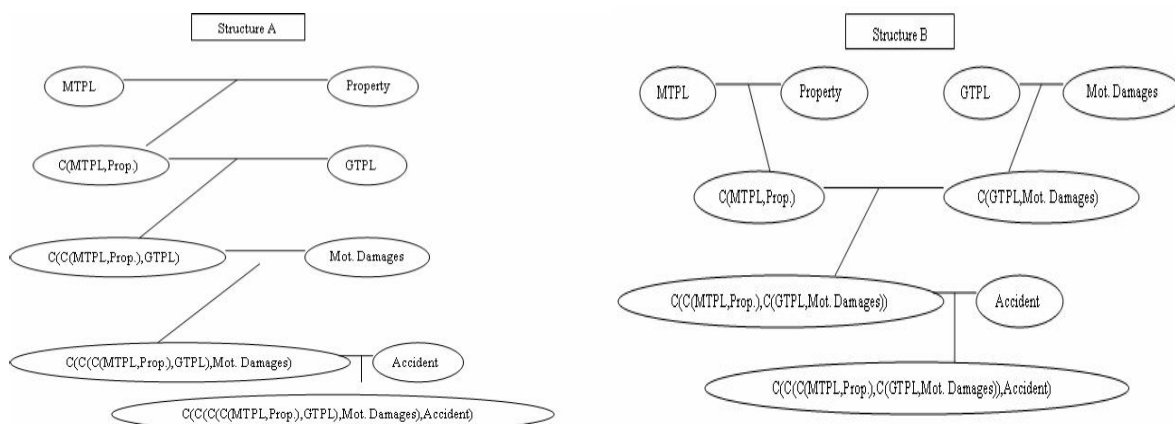 Structure A
MTPL
Property
C(MTPL,Prop.)
GTPL
C(C(MTPL,Prop.),GTPL)
Mot. Damages
C(C(C(MTPL,Prop.),GTPL),Mot. Damages)
Accident
C(C(C(C(MTPL,Prop.),GTPL),Mot. Damages),Accident)
Structure B
MTPL
Property
GTPL
Mot. Damages
C(MTPL,Prop.)
C(GTPL,Mot. Damages)
C(C(MTPL,Prop.),C(GTPL,Mot. Damages))
Accident
C(C(C(MTPL,Prop.),C(GTPL,Mot. Damages)),Accident)